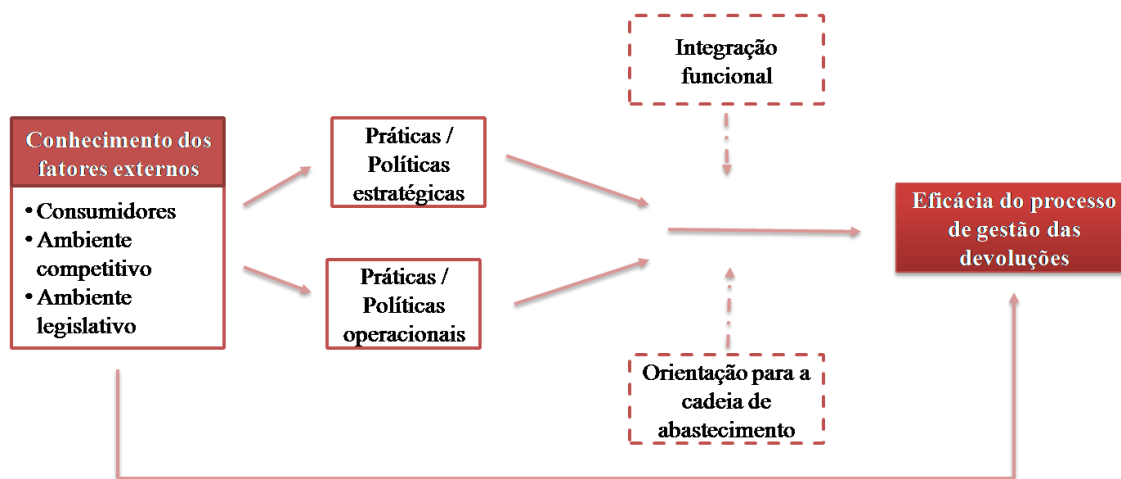 Integração
funcional
Conhecimento dos
fatores externos
• Consumidores
• Ambiente
competitivo
• Ambiente
legislativo
Práticas /
Políticas
estratégicas
Práticas /
Políticas
operacionais
Eficácia do processo
de gestão das
devoluções
Orientação para a
cadeia de
abastecimento